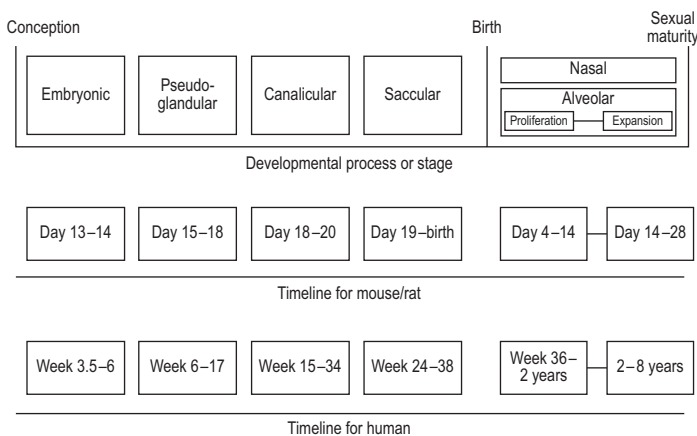 Conception
Birth
Sexual
maturity
Embryonic
Pseudo-
glandular
Canalicular
Saccular
Nasal
Alveolar
Proliferation
Expansion
Developmental process or stage
Day 13–14
Day 15–18
Day 18–20
Day 19–birth
Day 4–14
Day 14–28
Timeline for mouse/rat
Week 3.5–6
Week 6–17
Week 15–34
Week 24–38
Week 36–
2 years
2–8 years
Timeline for human